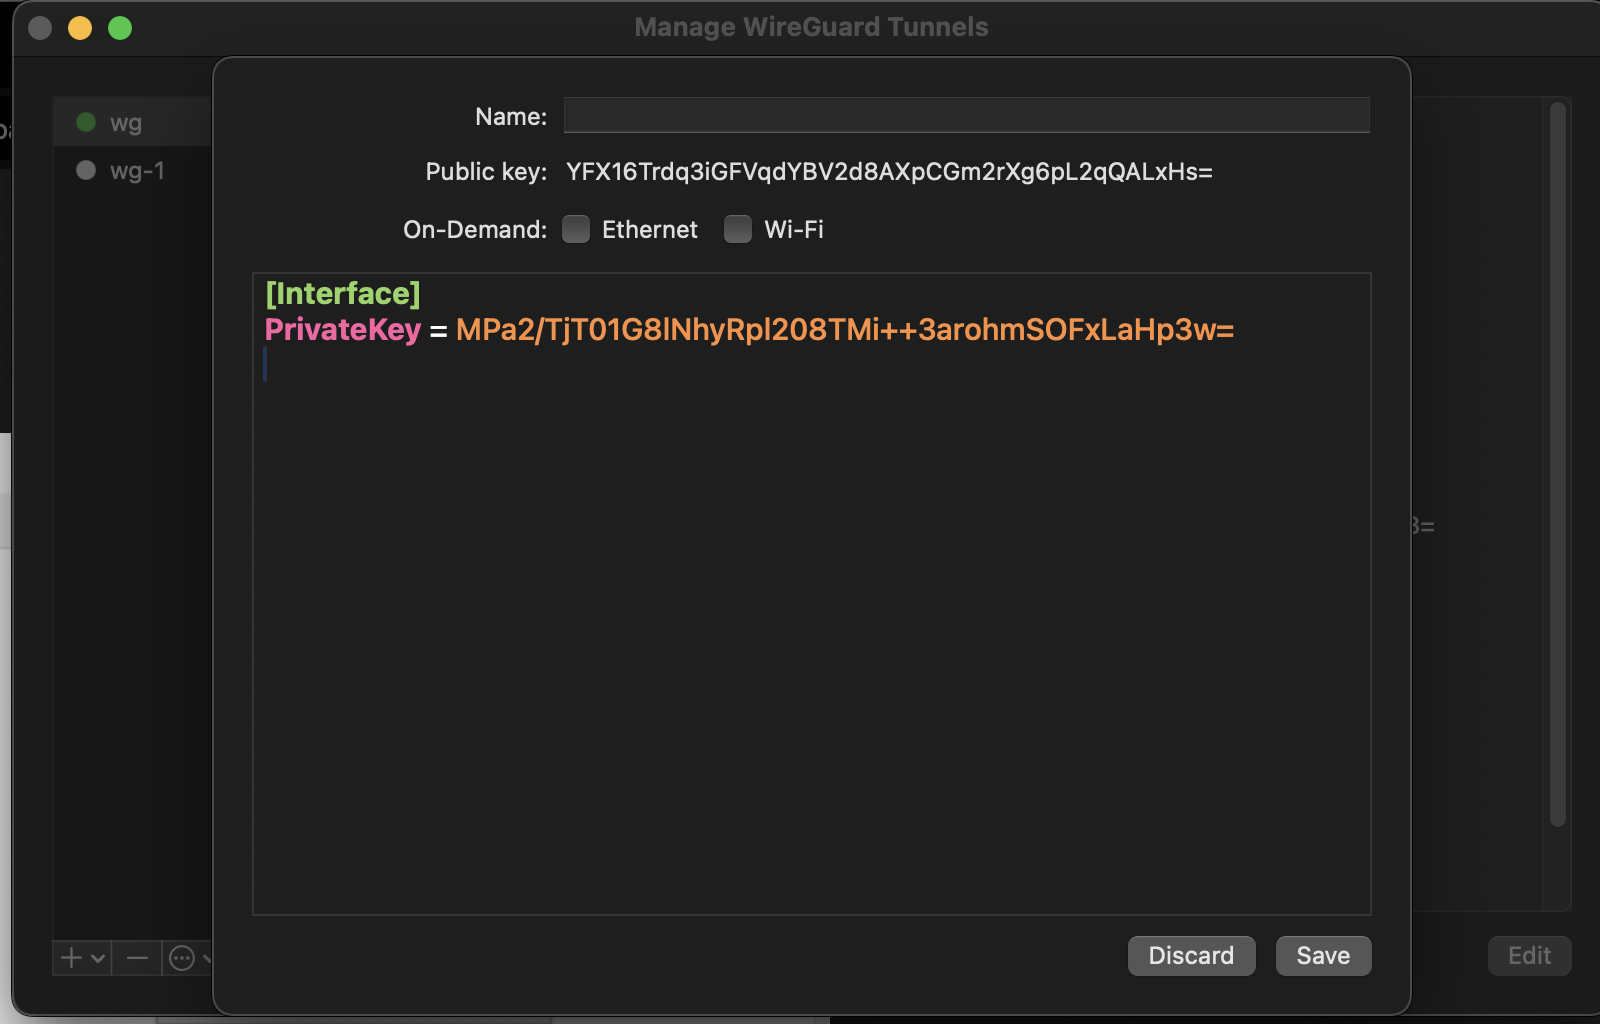 Manage WireGuard Tunnels
wg
wg-1
Name:
Public key: YFX16Trdq3iGFVqdYBV2d8AXpCGm2rXg6pL2qQALxHs=
On-Demand: Ethernet Wi-Fi
[Interface]
PrivateKey = MPa2/TjT01G8lNhyRpl208TMi++3arohmSOFxLaHp3w=
3=
Discard Save Edit